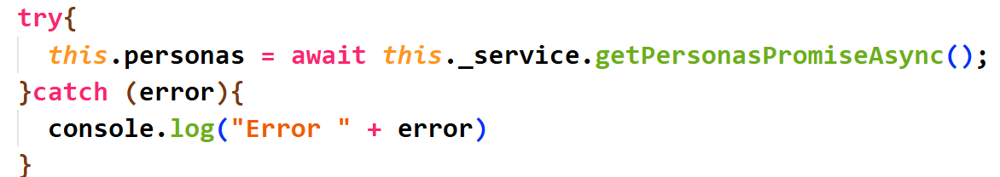 try{
  this.personas = await this._service.getPersonasPromiseAsync();
}catch (error){
  console.log("Error " + error)
}